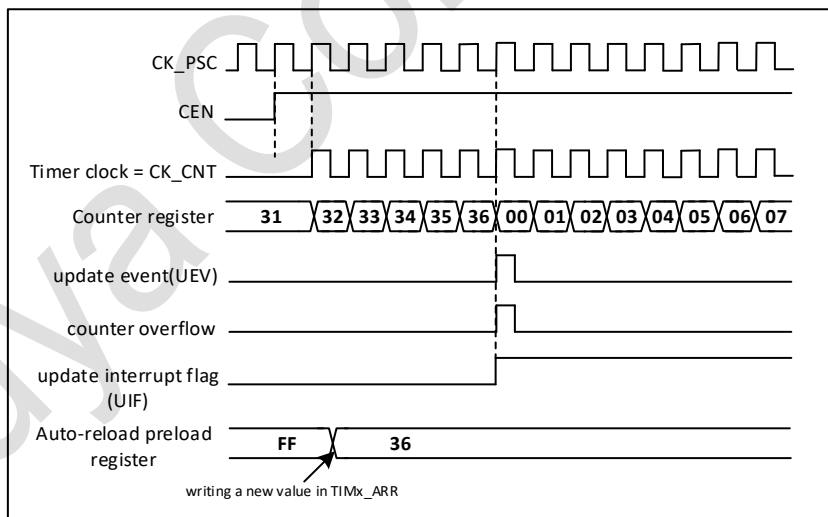 CK_PSC
CEN
Timer clock = CK_CNT
Counter register 31 32 33 34 35 36 00 01 02 03 04 05 06 07
update event(UEV)
counter overflow
update interrupt flag
(UIF)
Auto-reload preload
register
FF 36
writing a new value in TIMx_ARR